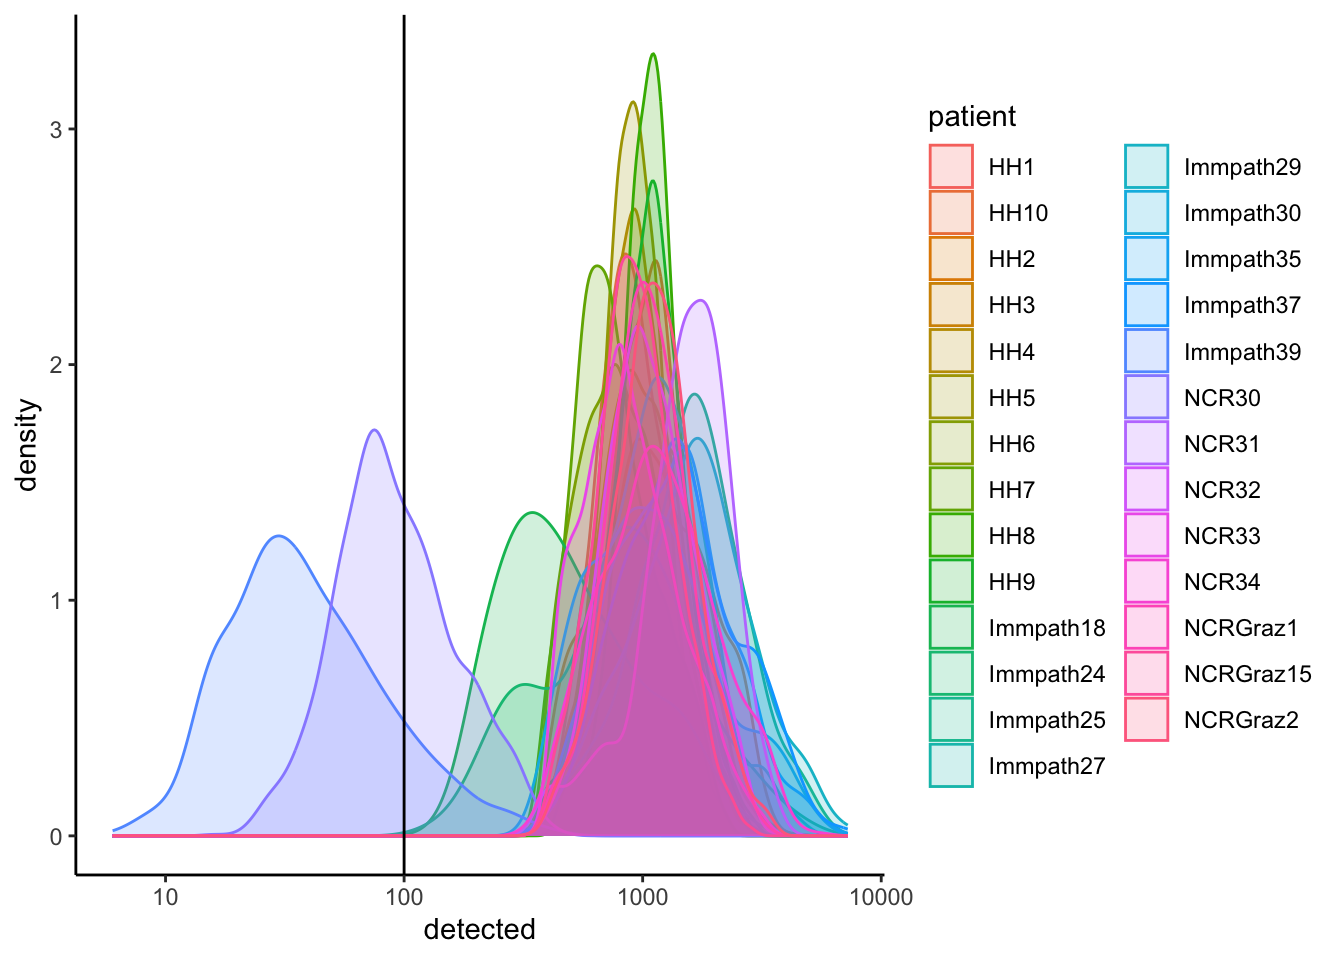 density
3
2
1
0
10
100
1000
10000
detected
patient
HH1
HH10
HH2
HH3
HH4
HH5
HH6
HH7
HH8
HH9
Immpath18
Immpath24
Immpath25
Immpath27
Immpath29
Immpath30
Immpath35
Immpath37
Immpath39
NCR30
NCR31
NCR32
NCR33
NCR34
NCRGraz1
NCRGraz15
NCRGraz2